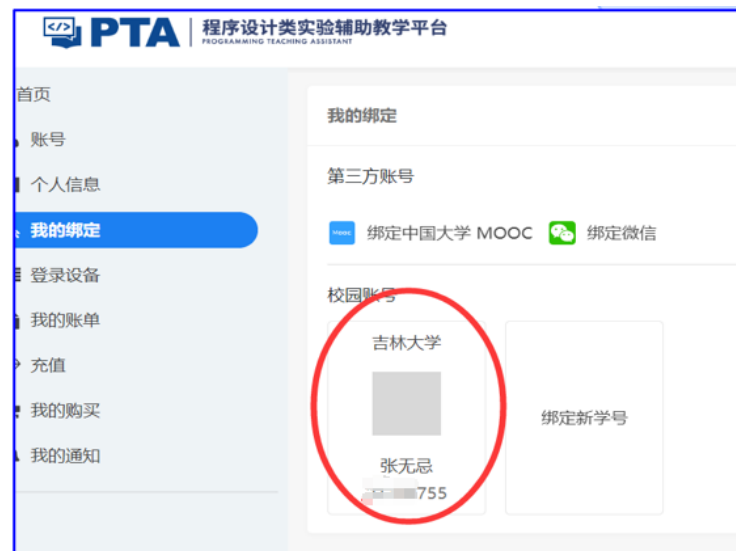 PTA 程序设计类实验辅助教学平台
PROGRAMMING TEACHING ASSISTANT
首页
账号
个人信息
我的绑定
登录设备
我的账单
充值
我的购买
我的通知
我的绑定
第三方账号
Mooc 绑定中国大学 MOOC 绑定微信
校园账号
吉林大学
张无忌
755
绑定新学号